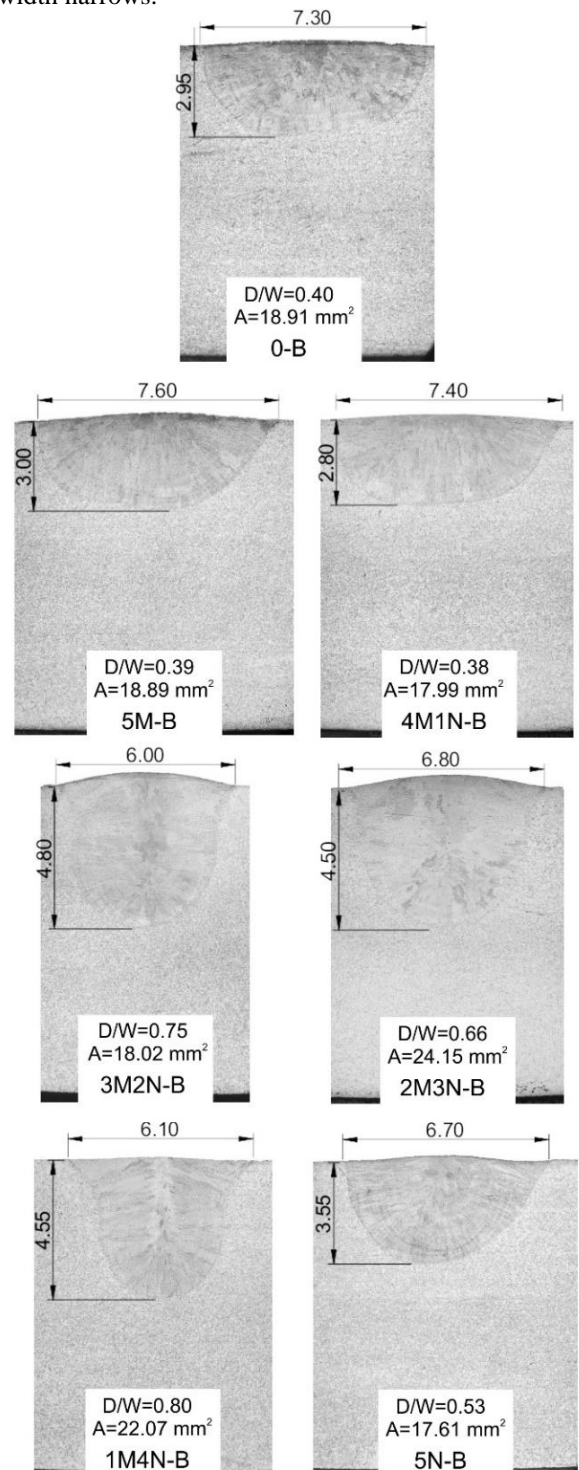 width narrows.
7.30
2.95
D/W=0.40
A=18.91 mm²
0-B
7.60
3.00
D/W=0.39
A=18.89 mm²
5M-B
7.40
2.80
D/W=0.38
A=17.99 mm²
4M1N-B
6.00
4.80
D/W=0.75
A=18.02 mm²
3M2N-B
6.80
4.50
D/W=0.66
A=24.15 mm²
2M3N-B
6.10
4.55
D/W=0.80
A=22.07 mm²
1M4N-B
6.70
3.55
D/W=0.53
A=17.61 mm²
5N-B